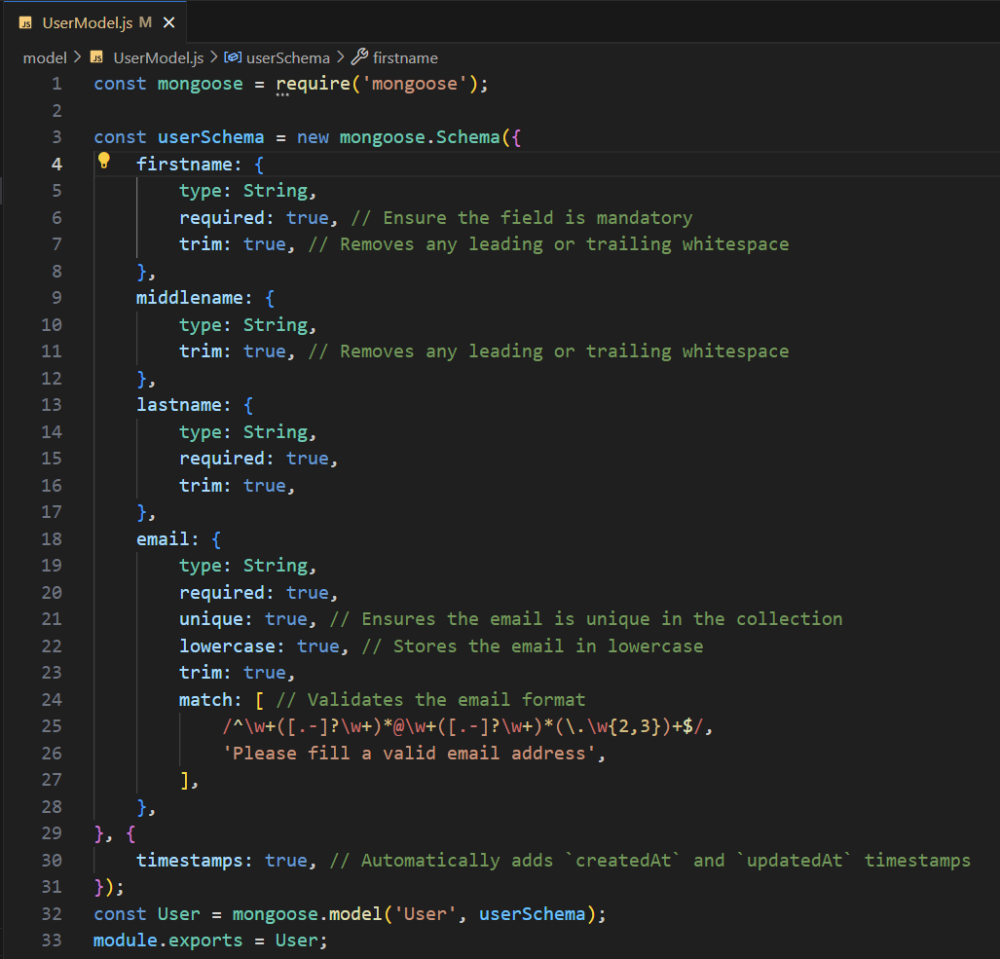 JS UserModel.js M ×
model > JS UserModel.js > userSchema > firstname
1 const mongoose = require('mongoose');
2
3 const userSchema = new mongoose.Schema({
4     firstname: {
5         type: String,
6         required: true, // Ensure the field is mandatory
7         trim: true, // Removes any leading or trailing whitespace
8     },
9     middlename: {
10         type: String,
11         trim: true, // Removes any leading or trailing whitespace
12     },
13     lastname: {
14         type: String,
15         required: true,
16         trim: true,
17     },
18     email: {
19         type: String,
20         required: true,
21         unique: true, // Ensures the email is unique in the collection
22         lowercase: true, // Stores the email in lowercase
23         trim: true,
24         match: [ // Validates the email format
25             /^\w+([.-]?\w+)*@\w+([.-]?\w+)*(\.\w{2,3})+$/,
26             'Please fill a valid email address',
27         ],
28     },
29 }, {
30     timestamps: true, // Automatically adds `createdAt` and `updatedAt` timestamps
31 });
32 const User = mongoose.model('User', userSchema);
33 module.exports = User;